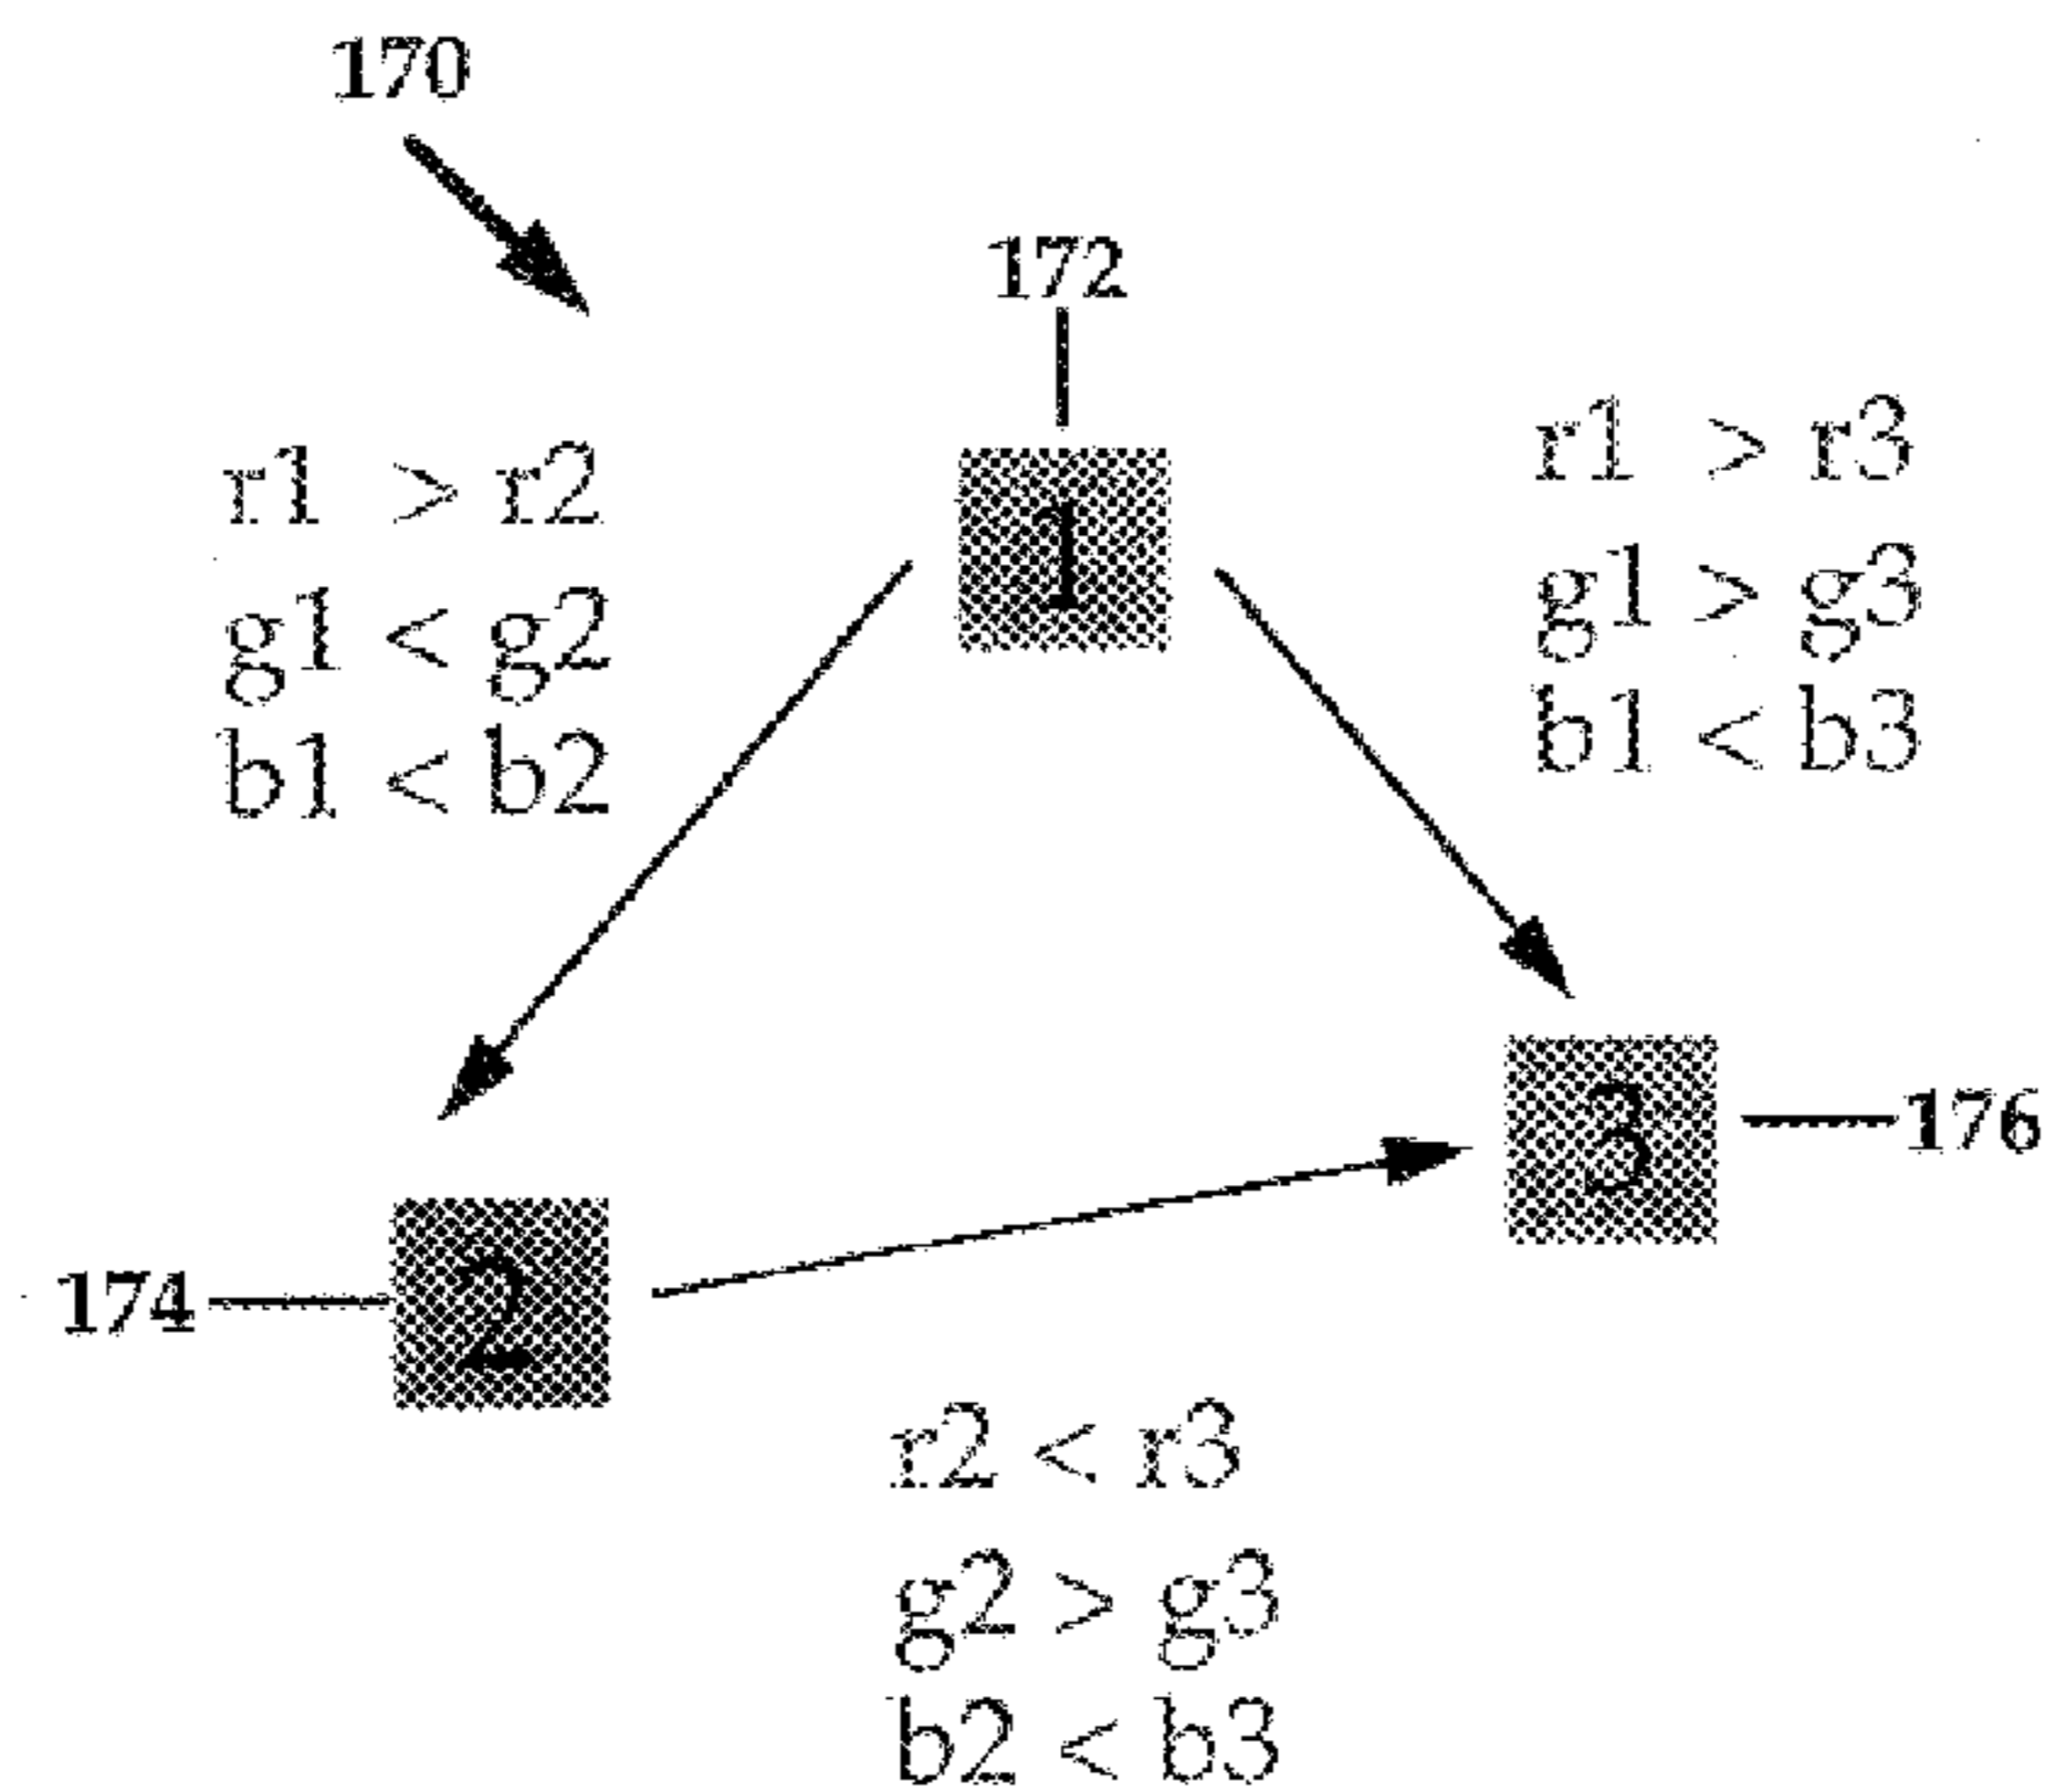 170
172
r1 > r2
g1 < g2
b1 < b2
r1 > r3
g1 > g3
b1 < b3
1
3
176
2
174
r2 < r3
g2 > g3
b2 < b3